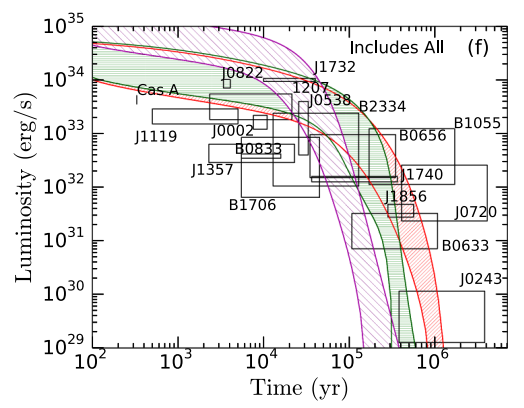 10^35
Includes All (f)
J0822 J1732
10^34
Cas A 1207
J0538
B2334
10^33
J1119 J0002 B0656 B1055
B0833
J1357 J1740
10^32
B1706 J1856
J0720
10^31
B0633
J0243
10^30
10^29
10^2 10^3 10^4 10^5 10^6
Time (yr)
Luminosity (erg/s)